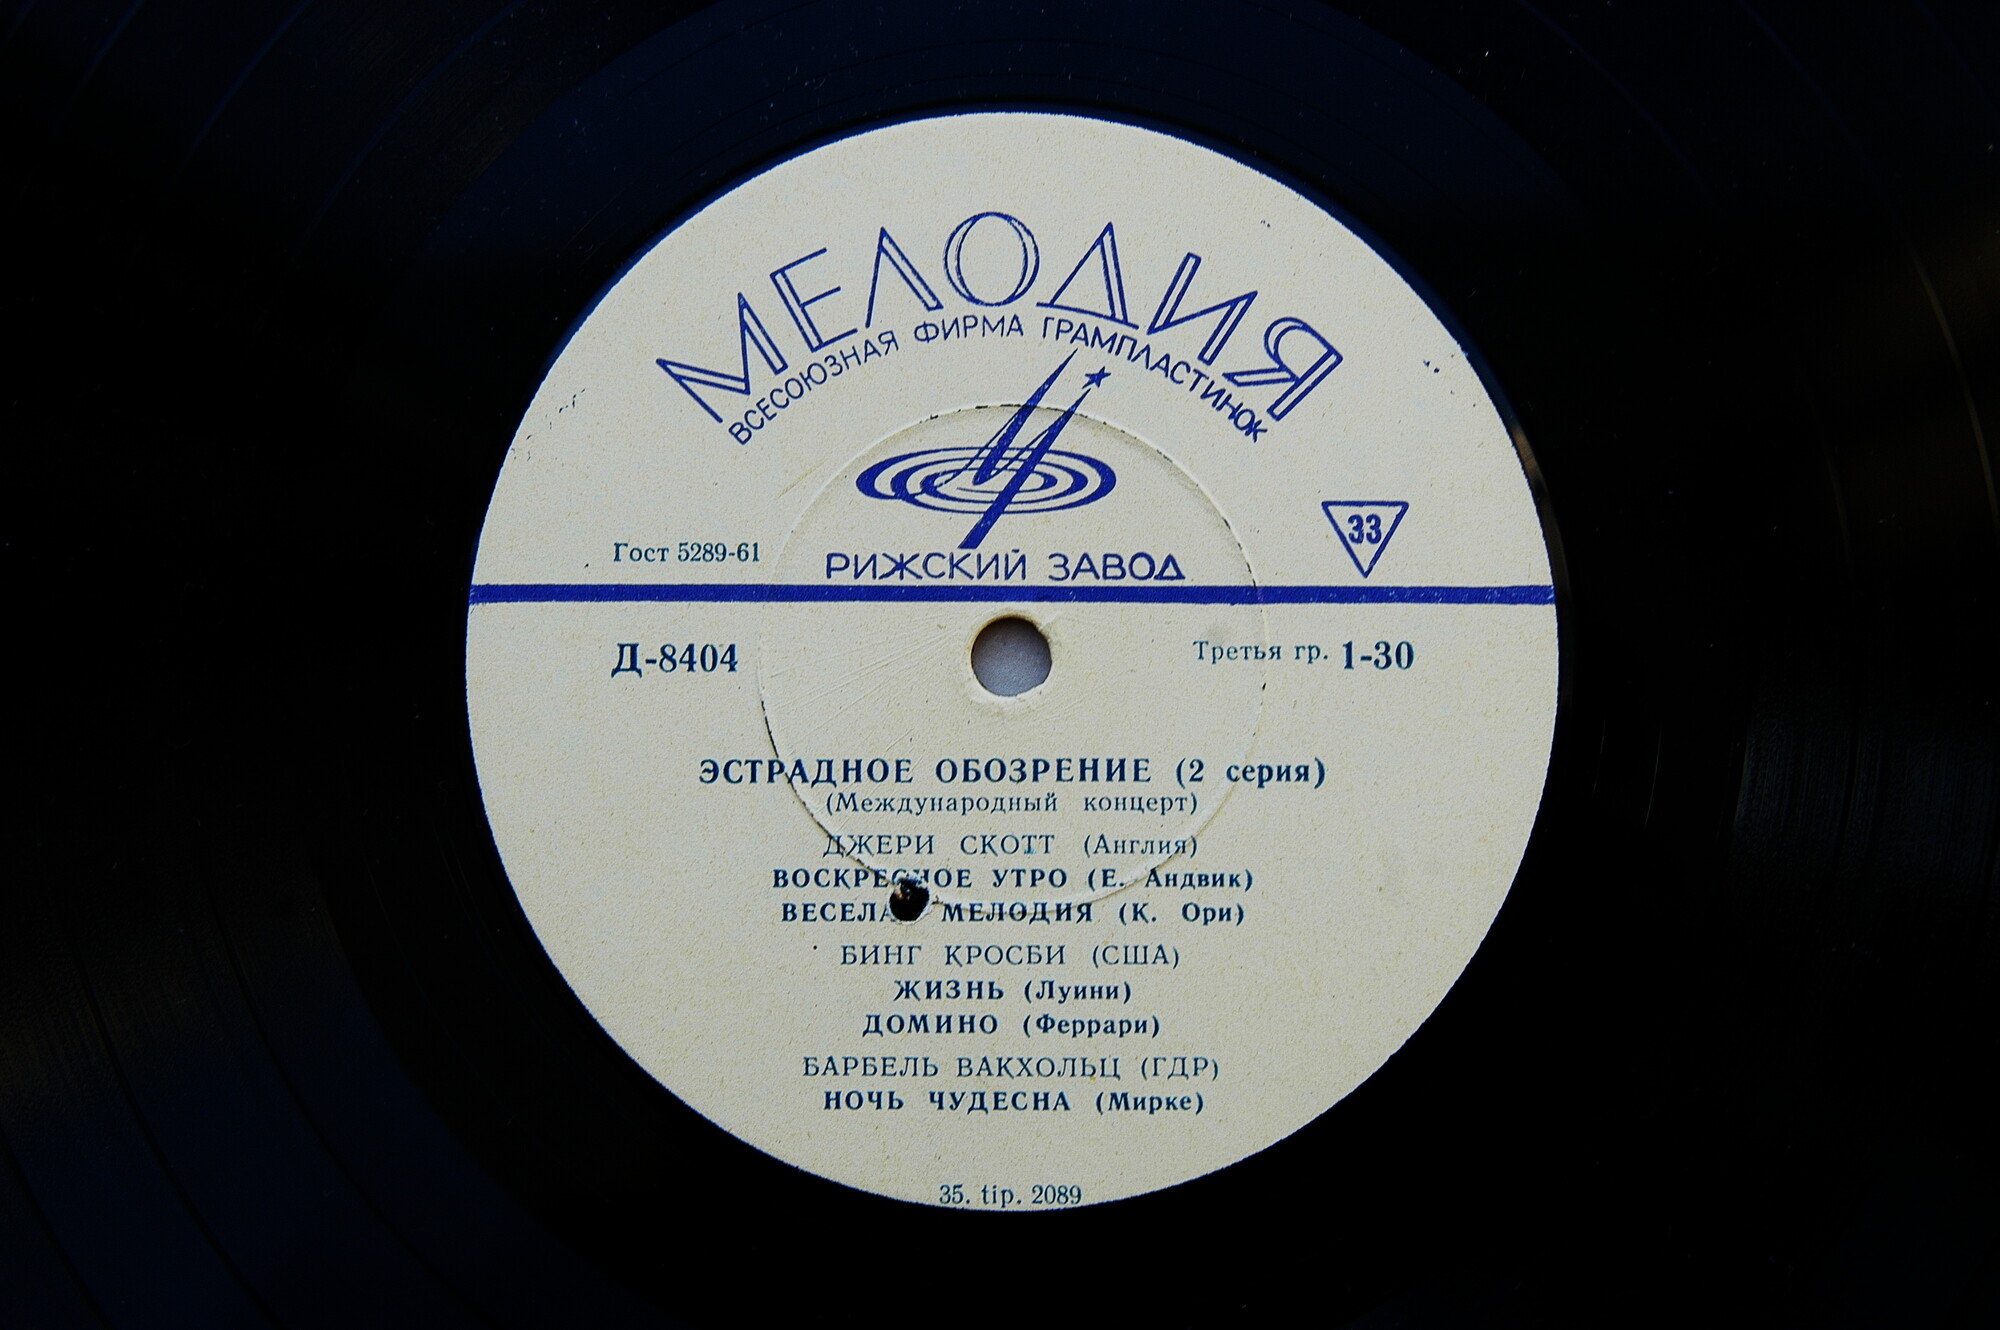 МЕЛОДИЯ
ВСЕСОЮЗНАЯ ФИРМА ГРАМПЛАСТИНОК
33
Гост 5289-61
РИЖСКИЙ ЗАВОД
Д-8404
Третья гр. 1-30
ЭСТРАДНОЕ ОБОЗРЕНИЕ (2 серия)
(Международный концерт)
ДЖЕРИ СКОТТ (Англия)
ВОСКРЕСНОЕ УТРО (Е. Андвик)
ВЕСЕЛАЯ МЕЛОДИЯ (К. Ори)
БИНГ КРОСБИ (США)
ЖИЗНЬ (Луини)
ДОМИНО (Феррари)
БАРБЕЛЬ ВАКХОЛЬЦ (ГДР)
НОЧЬ ЧУДЕСНА (Мирке)
35. tip. 2089